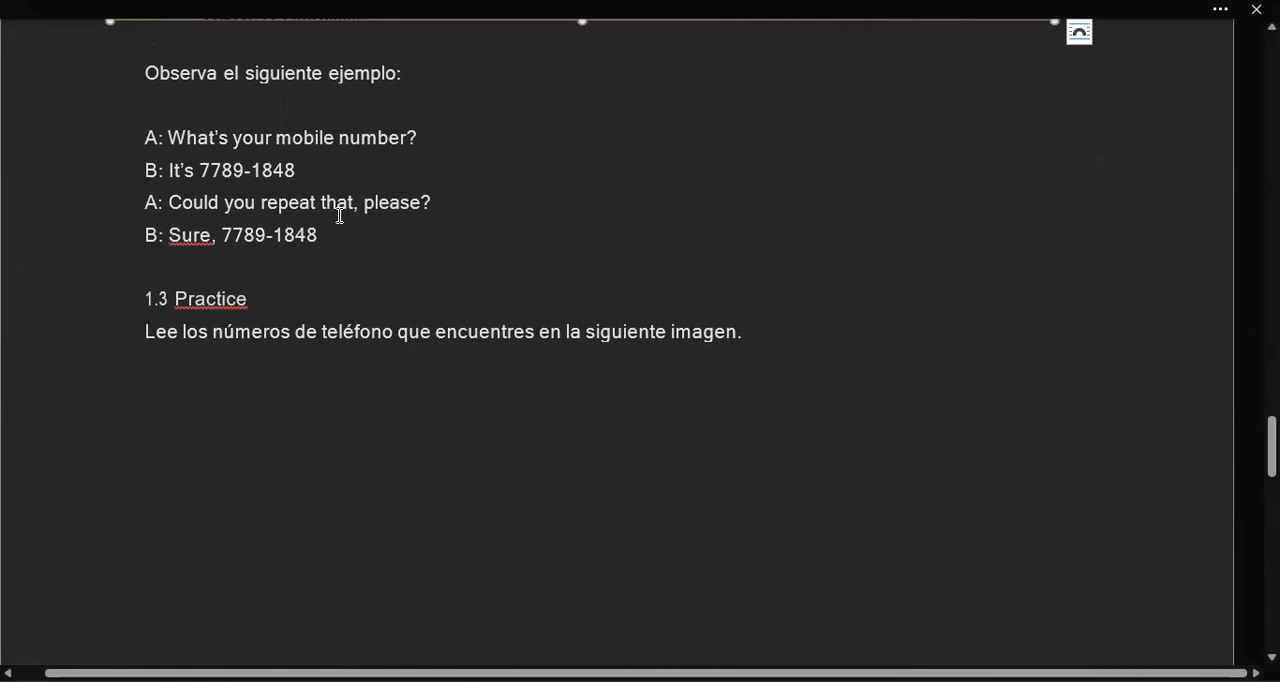 Observa el siguiente ejemplo:
A: What’s your mobile number?
B: It’s 7789-1848
A: Could you repeat that, please?
B: Sure, 7789-1848
1.3 Practice
Lee los números de teléfono que encuentres en la siguiente imagen.